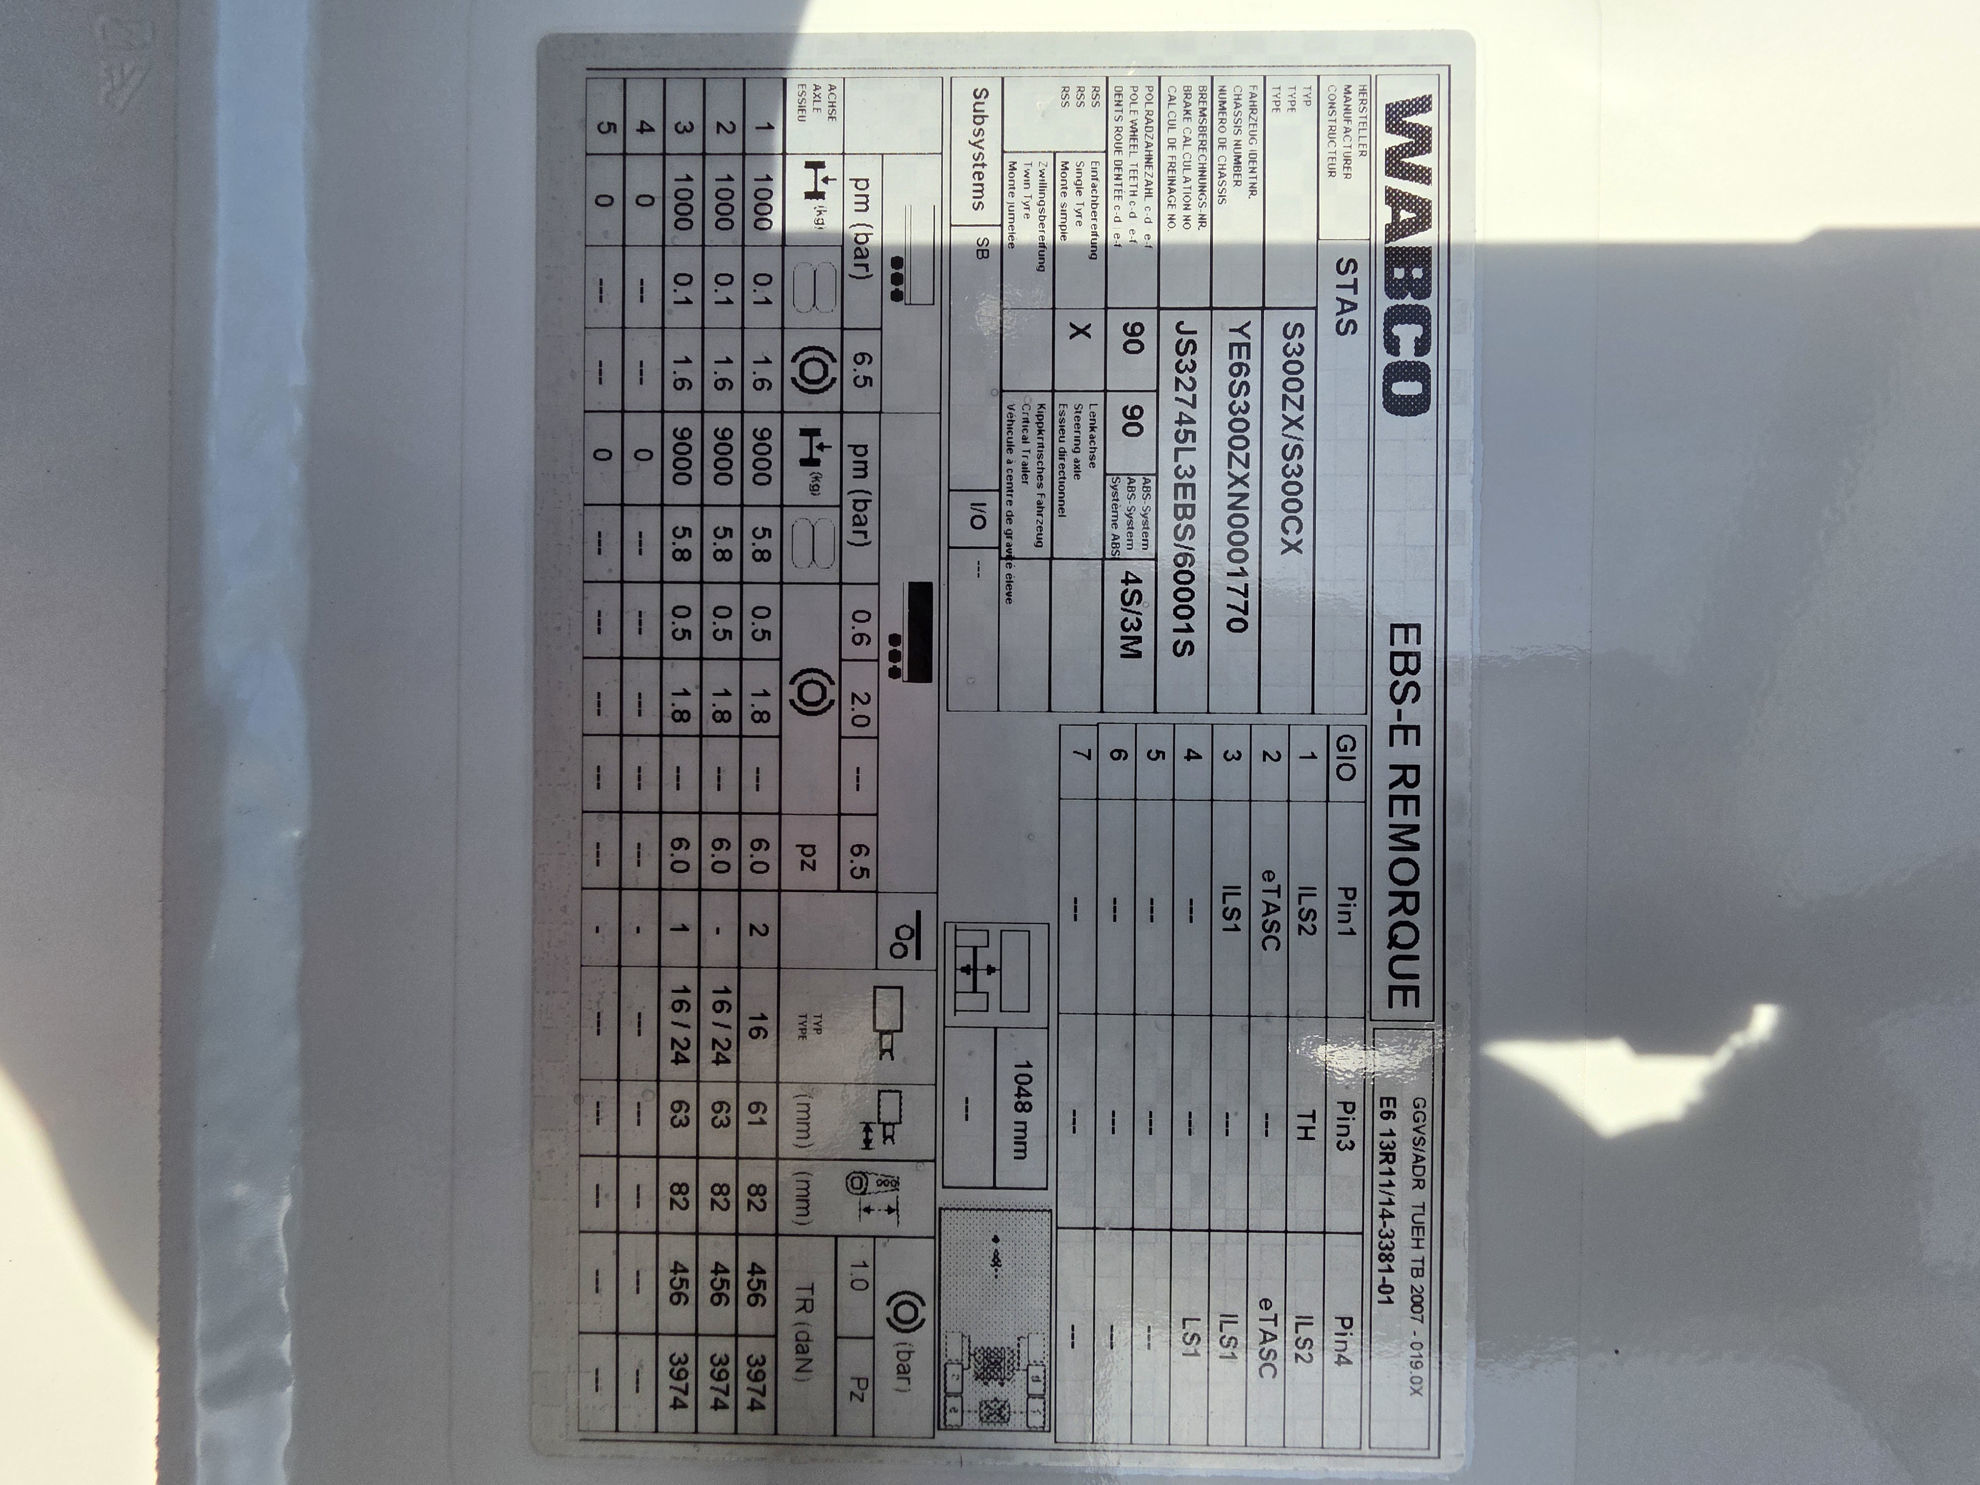 WABCO EBS-E REMORQUE
GGVS/ADR TUEH TB 2007 - 019.0X
E6 13R11/14-3381-01
HERSTELLER
MANUFACTURER
CONSTRUCTEUR
STAS
TYP
TYPE
TYPE
S300ZX/S300CX
FAHRZEUG IDENTNR.
CHASSIS NUMBER
NUMERO DE CHASSIS
YE6S300ZXN0001770
BREMSBERECHNUNGS-NR.
BRAKE CALCULATION NO
CALCUL DE FREINAGE NO.
JS32745L3EBS/60001S
POLRADZAHNEZAHL c-d e-f
POLE WHEEL TEETH c-d e-f
DENTS ROUE DENTÉE c-d e-f
90 90
ABS-System
ABS-System
Système ABS
4S/3M
RSS
RSS
RSS
Einfachbereifung
Single Tyre
Monte simple
X
Lenkachse
Steering axle
Essieu directionnel
Zwillingsbereifung
Twin Tyre
Monte jumelée
Kippkritisches Fahrzeug
Critical Trailer
Véhicule à centre de gravité élevé
Subsystems SB I/O ---
GIO Pin1 Pin3 Pin4
1 ILS2 TH ILS2
2 eTASC --- eTASC
3 ILS1 --- ILS1
4 --- --- LS1
5 --- --- ---
6 --- --- ---
7 --- --- ---
1048 mm
---
d f
c e
(bar)
pm (bar) 6.5 pm (bar) 0.6 2.0 --- 6.5 1.0 Pz
ACHSE
AXLE
ESSIEU
(kg) (kg) pz
TYP
TYPE
(mm) (mm) TR (daN)
1 1000 0.1 1.6 9000 5.8 0.5 1.8 --- 6.0 2 16 61 82 456 3974
2 1000 0.1 1.6 9000 5.8 0.5 1.8 --- 6.0 - 16 / 24 63 82 456 3974
3 1000 0.1 1.6 9000 5.8 0.5 1.8 --- 6.0 1 16 / 24 63 82 456 3974
4 0 --- --- 0 --- --- --- --- --- - --- --- --- --- ---
5 0 --- --- 0 --- --- --- --- --- - --- --- --- --- ---